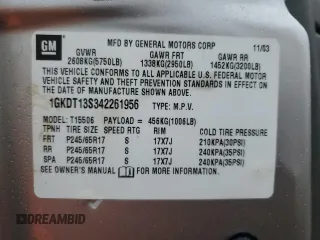 GM
MFD BY GENERAL MOTORS CORP 11/03
GVWR GAWR FRT GAWR RR
2608KG(5750LB) 1338KG(2950LB) 1452KG(3200LB)
THIS VEHICLE CONFORMS TO ALL APPLICABLE U.S. FEDERAL
MOTOR VEHICLE SAFETY AND THEFT PREVENTION
STANDARDS IN EFFECT ON THE DATE OF
MANUFACTURE SHOWN ABOVE.
1GKDT13S342261956 TYPE: M.P.V.
MODEL: T15506 PAYLOAD = 456KG(1006LB)
TPHN TIRE SIZE SPEED RTG RIM COLD TIRE PRESSURE
FRT P245/65R17 S 17X7J 210KPA(30PSI)
RR P245/65R17 S 17X7J 240KPA(35PSI)
SPA P245/65R17 S 17X7J 240KPA(35PSI)
SEE OWNER'S MANUAL FOR MORE INFORMATION.
DREAMBID